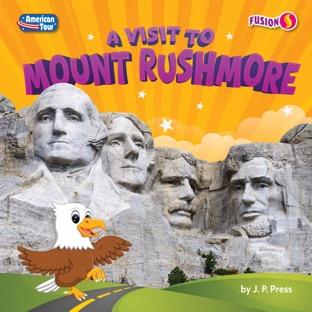 American
Tour
FUSION
A VISIT TO
MOUNT RUSHMORE
by J. P. Press